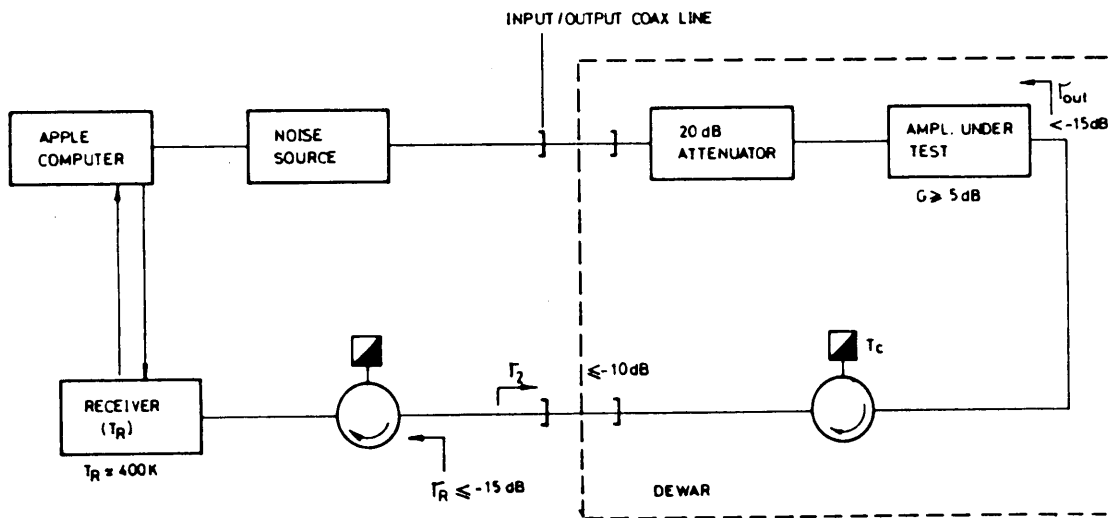 INPUT/OUTPUT COAX LINE
APPLE
COMPUTER
NOISE
SOURCE
20 dB
ATTENUATOR
AMPL. UNDER
TEST
Γout
<-15dB
G ⩾ 5 dB
RECEIVER
(TR)
TR ≈ 400K
Γ2
⩽-10dB
Tc
ΓR ⩽ -15 dB
DEWAR